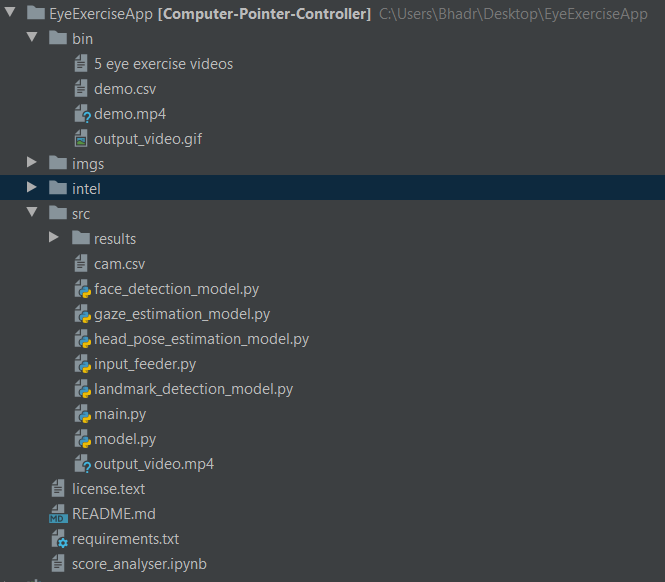 EyeExerciseApp [Computer-Pointer-Controller] C:\Users\Bhadr\Desktop\EyeExerciseApp
bin
5 eye exercise videos
demo.csv
demo.mp4
output_video.gif
imgs
intel
src
results
cam.csv
face_detection_model.py
gaze_estimation_model.py
head_pose_estimation_model.py
input_feeder.py
landmark_detection_model.py
main.py
model.py
output_video.mp4
license.text
README.md
requirements.txt
score_analyser.ipynb